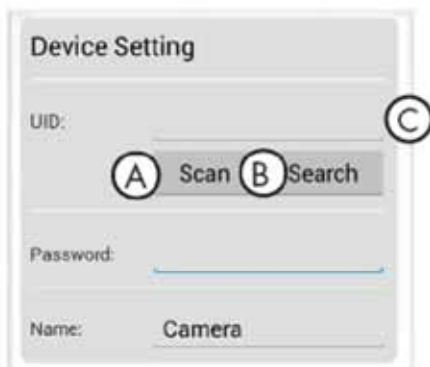 Device Setting
UID:
C
A Scan B Search
Password:
Name: Camera